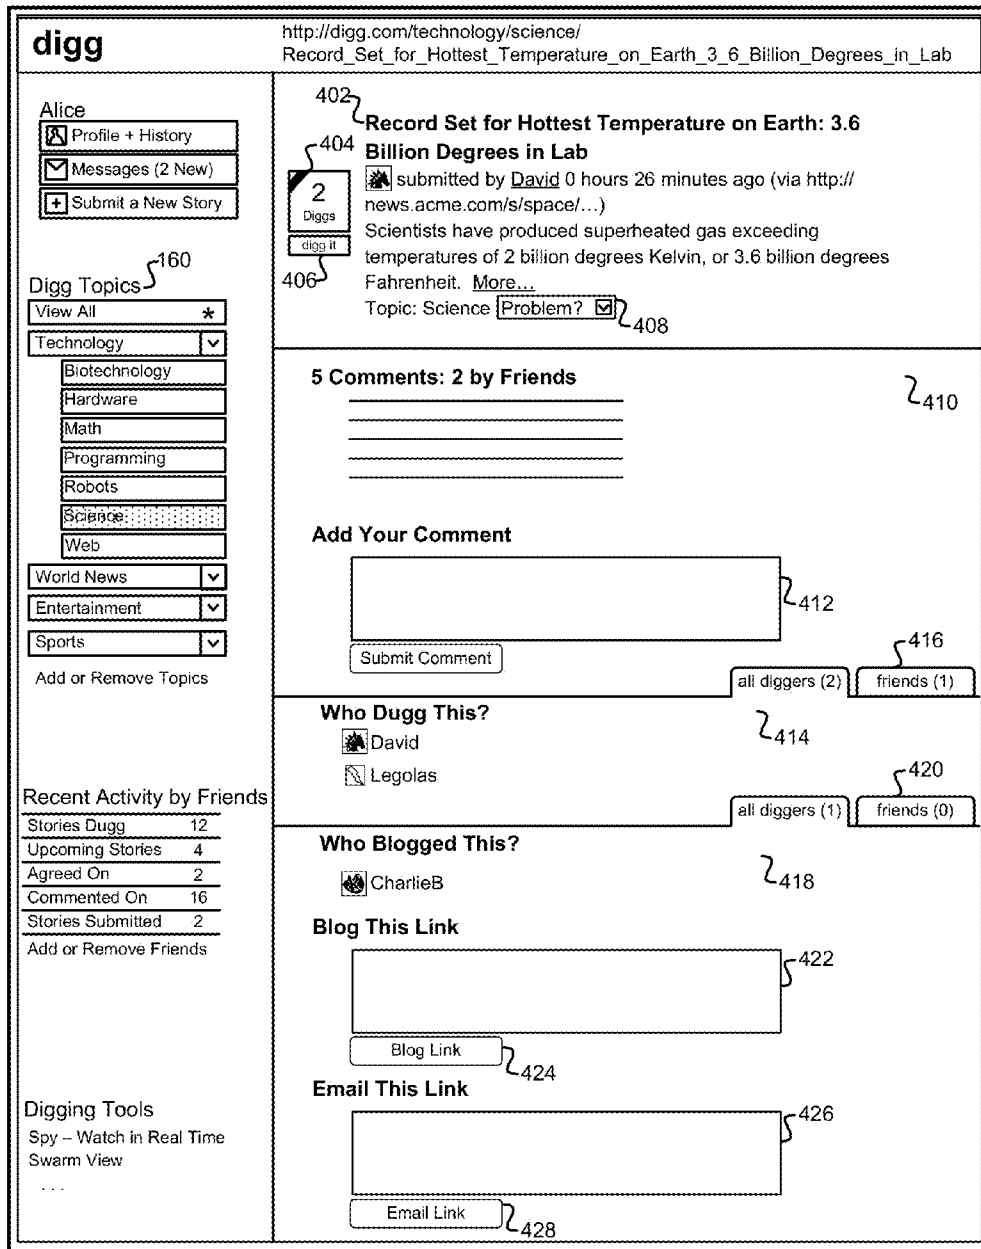 digg
http://digg.com/technology/science/
Record_Set_for_Hottest_Temperature_on_Earth_3_6_Billion_Degrees_in_Lab
Alice
Profile + History
Messages (2 New)
+ Submit a New Story
160
Digg Topics
View All *
Technology
Biotechnology
Hardware
Math
Programming
Robots
Science
Web
World News
Entertainment
Sports
Add or Remove Topics
Recent Activity by Friends
Stories Dugg 12
Upcoming Stories 4
Agreed On 2
Commented On 16
Stories Submitted 2
Add or Remove Friends
Digging Tools
Spy – Watch in Real Time
Swarm View
. . .
402
Record Set for Hottest Temperature on Earth: 3.6
Billion Degrees in Lab
404
2
Diggs
digg it
406
submitted by David 0 hours 26 minutes ago (via http://
news.acme.com/s/space/…)
Scientists have produced superheated gas exceeding
temperatures of 2 billion degrees Kelvin, or 3.6 billion degrees
Fahrenheit. More…
Topic: Science Problem?
408
5 Comments: 2 by Friends
410
Add Your Comment
412
Submit Comment
416
all diggers (2) friends (1)
Who Dugg This?
414
David
Legolas
420
all diggers (1) friends (0)
Who Blogged This?
418
CharlieB
Blog This Link
422
Blog Link
424
Email This Link
426
Email Link
428